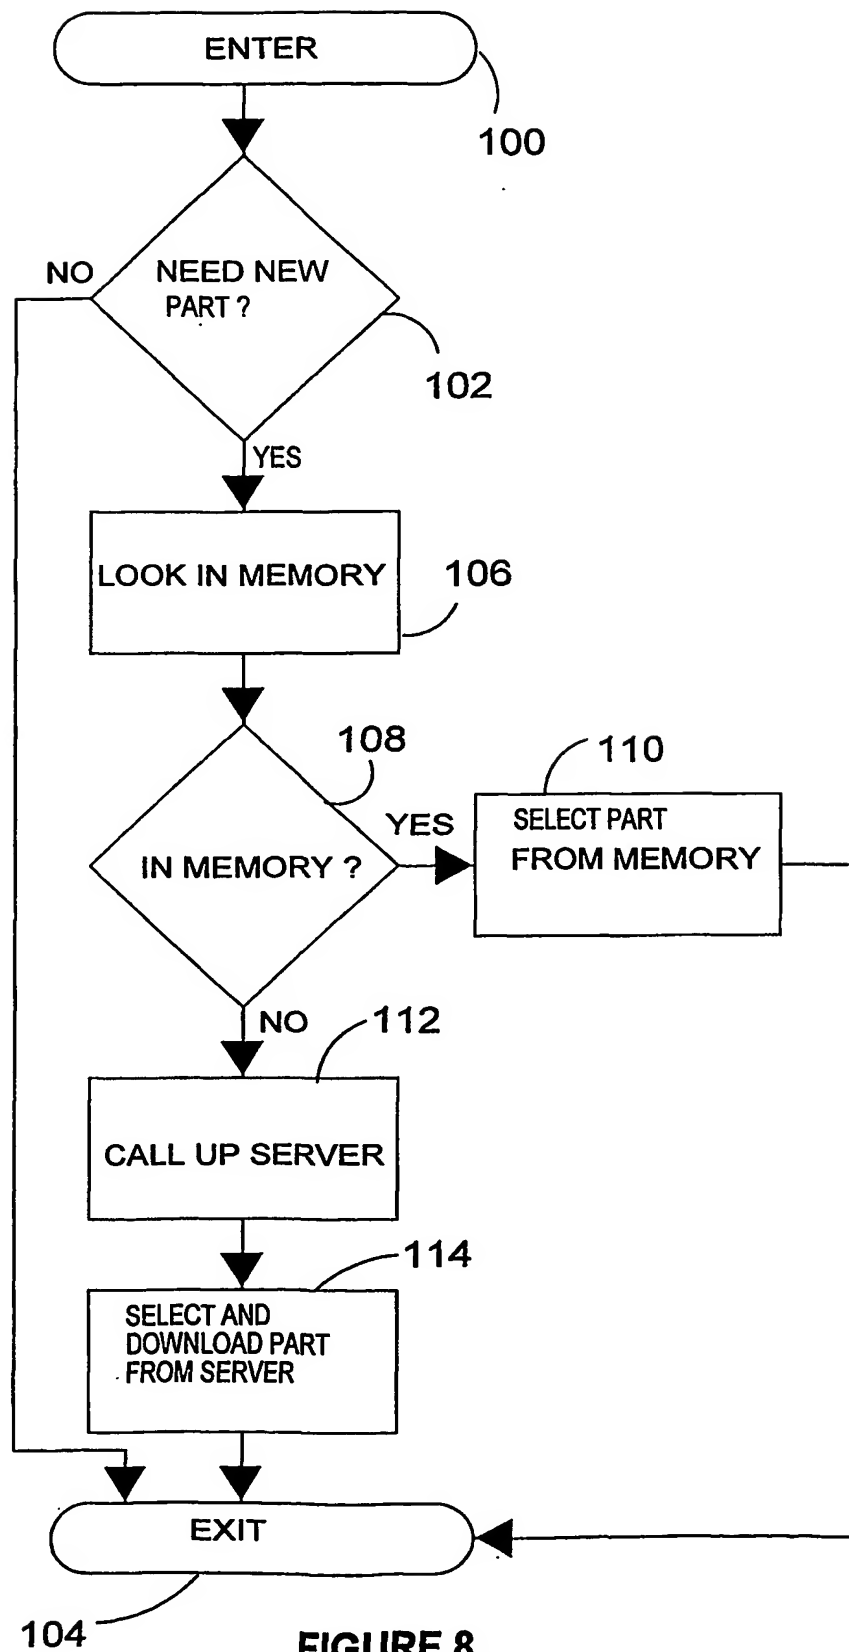 ENTER
100
NO
NEED NEW
PART ?
102
YES
LOOK IN MEMORY
106
108
110
YES
SELECT PART
FROM MEMORY
IN MEMORY ?
NO
112
CALL UP SERVER
114
SELECT AND
DOWNLOAD PART
FROM SERVER
EXIT
104
FIGURE 8